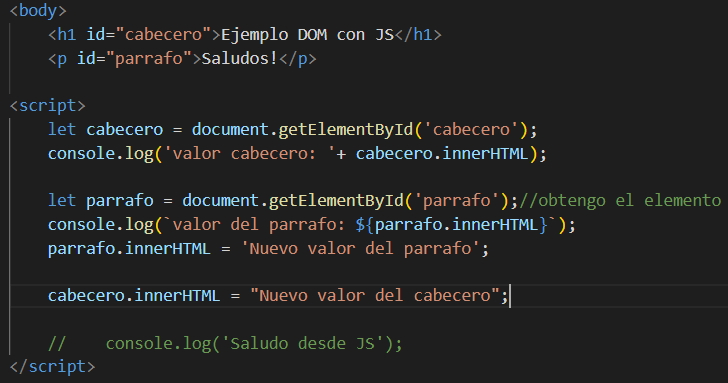 <body>
<h1 id="cabecero">Ejemplo DOM con JS</h1>
<p id="parrafo">Saludos!</p>
<script>
let cabecero = document.getElementById('cabecero');
console.log('valor cabecero: '+ cabecero.innerHTML);
let parrafo = document.getElementById('parrafo');//obtengo el elemento
console.log(`valor del parrafo: ${parrafo.innerHTML}`);
parrafo.innerHTML = 'Nuevo valor del parrafo';
cabecero.innerHTML = "Nuevo valor del cabecero";
//    console.log('Saludo desde JS');
</script>